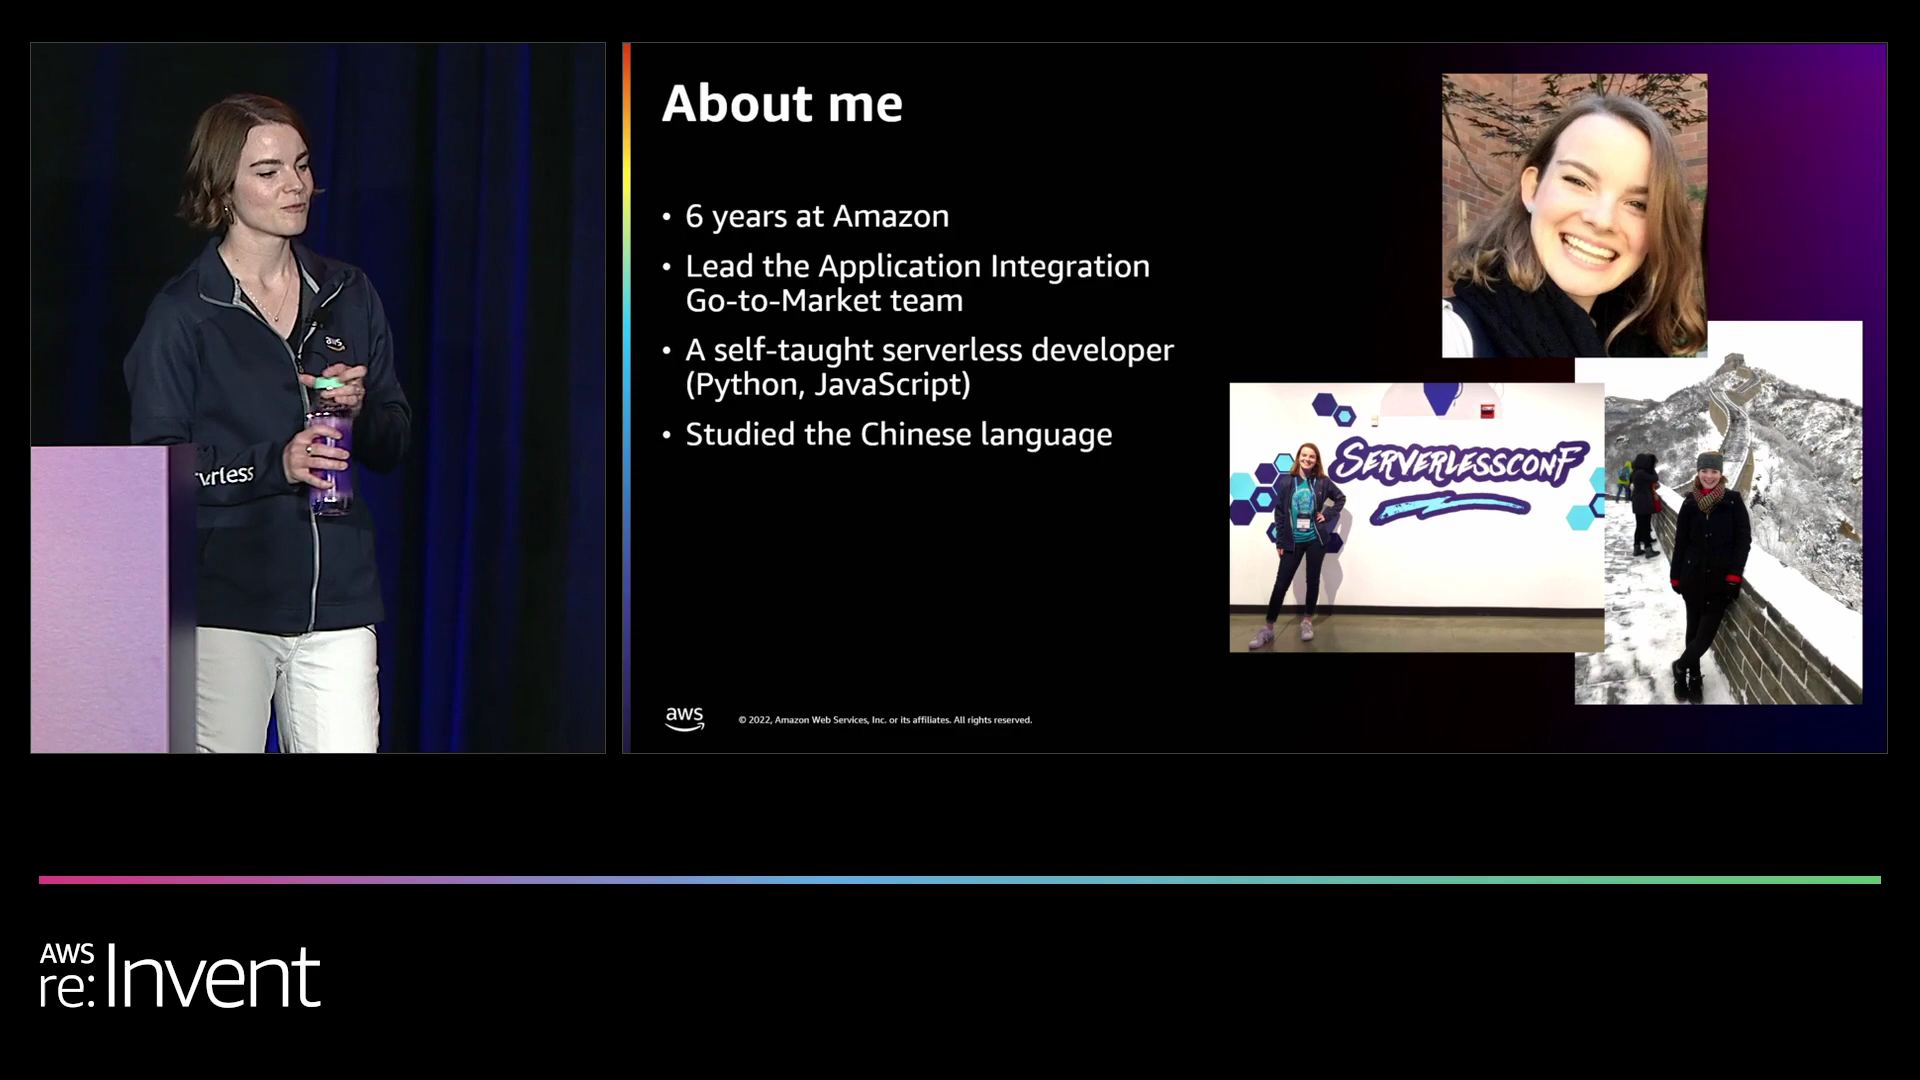 aws
rless
About me
• 6 years at Amazon
• Lead the Application Integration
Go-to-Market team
• A self-taught serverless developer
(Python, JavaScript)
• Studied the Chinese language
SERVERLESSCONF
aws
© 2022, Amazon Web Services, Inc. or its affiliates. All rights reserved.
AWS
re:Invent